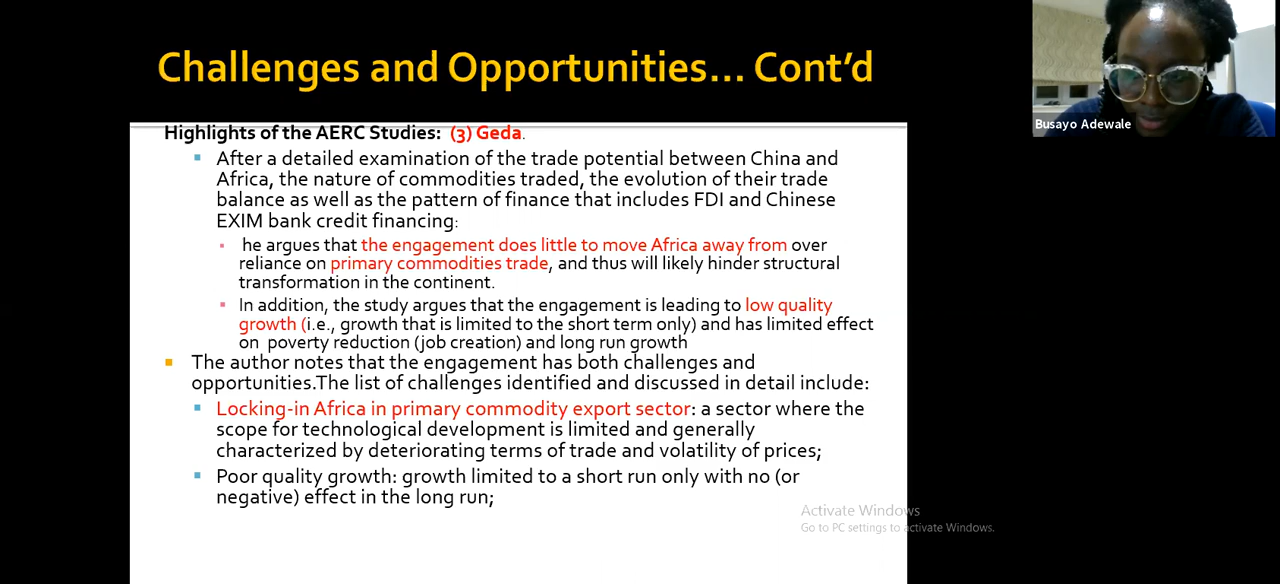 Challenges and Opportunities... Cont'd
Busayo Adewale
Highlights of the AERC Studies: (3) Geda.
After a detailed examination of the trade potential between China and
Africa, the nature of commodities traded, the evolution of their trade
balance as well as the pattern of finance that includes FDI and Chinese
EXIM bank credit financing:
he argues that the engagement does little to move Africa away from over
reliance on primary commodities trade, and thus will likely hinder structural
transformation in the continent.
In addition, the study argues that the engagement is leading to low quality
growth (i.e., growth that is limited to the short term only) and has limited effect
on poverty reduction (job creation) and long run growth
The author notes that the engagement has both challenges and
opportunities.The list of challenges identified and discussed in detail include:
Locking-in Africa in primary commodity export sector: a sector where the
scope for technological development is limited and generally
characterized by deteriorating terms of trade and volatility of prices;
Poor quality growth: growth limited to a short run only with no (or
negative) effect in the long run;
Activate Windows
Go to PC settings to activate Windows.